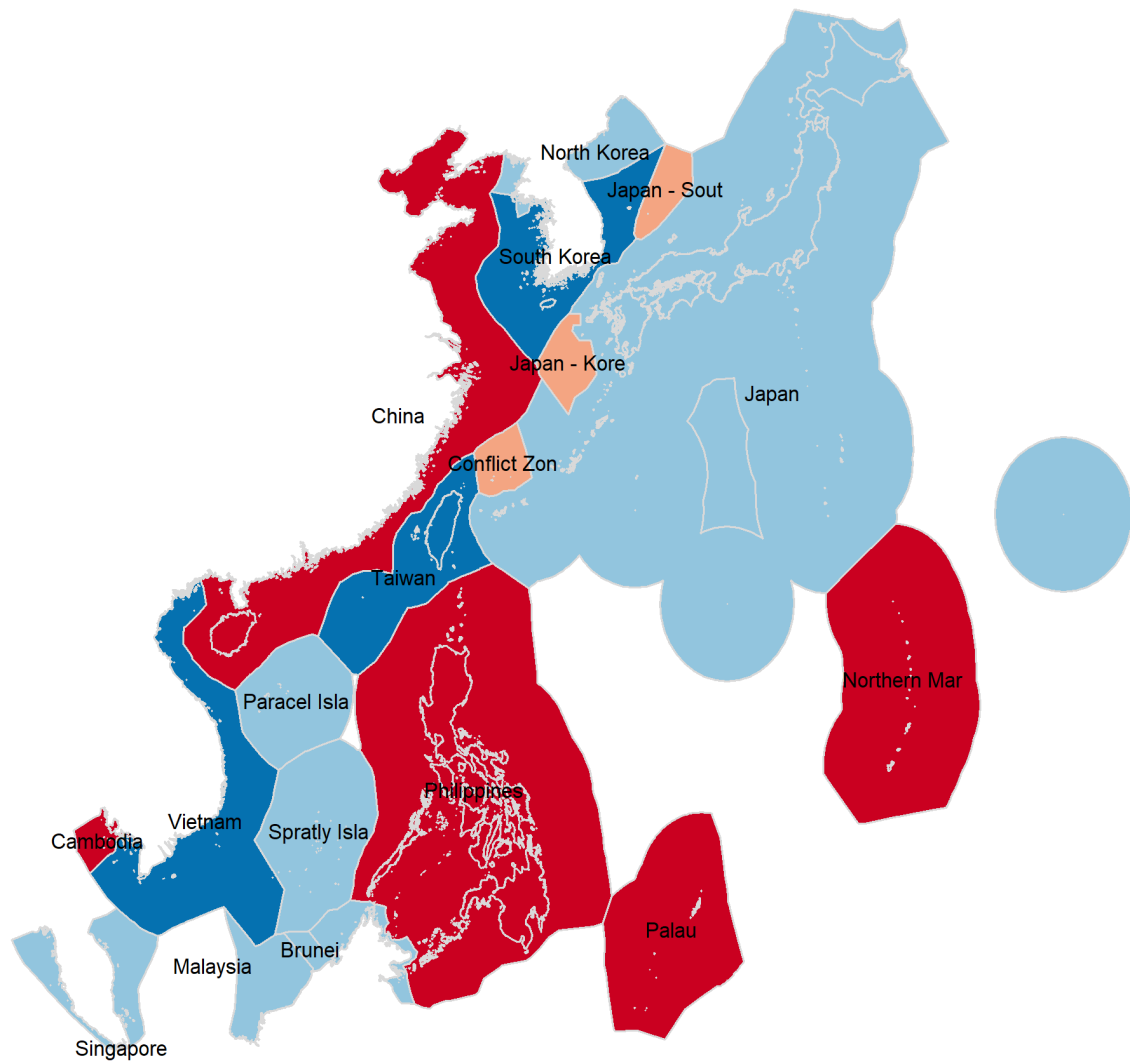 North Korea
Japan - Sout
South Korea
Japan - Kore
Japan
China
Conflict Zon
Taiwan
Northern Mar
Paracel Isla
Philippines
Vietnam
Spratly Isla
Cambodia
Palau
Brunei
Malaysia
Singapore